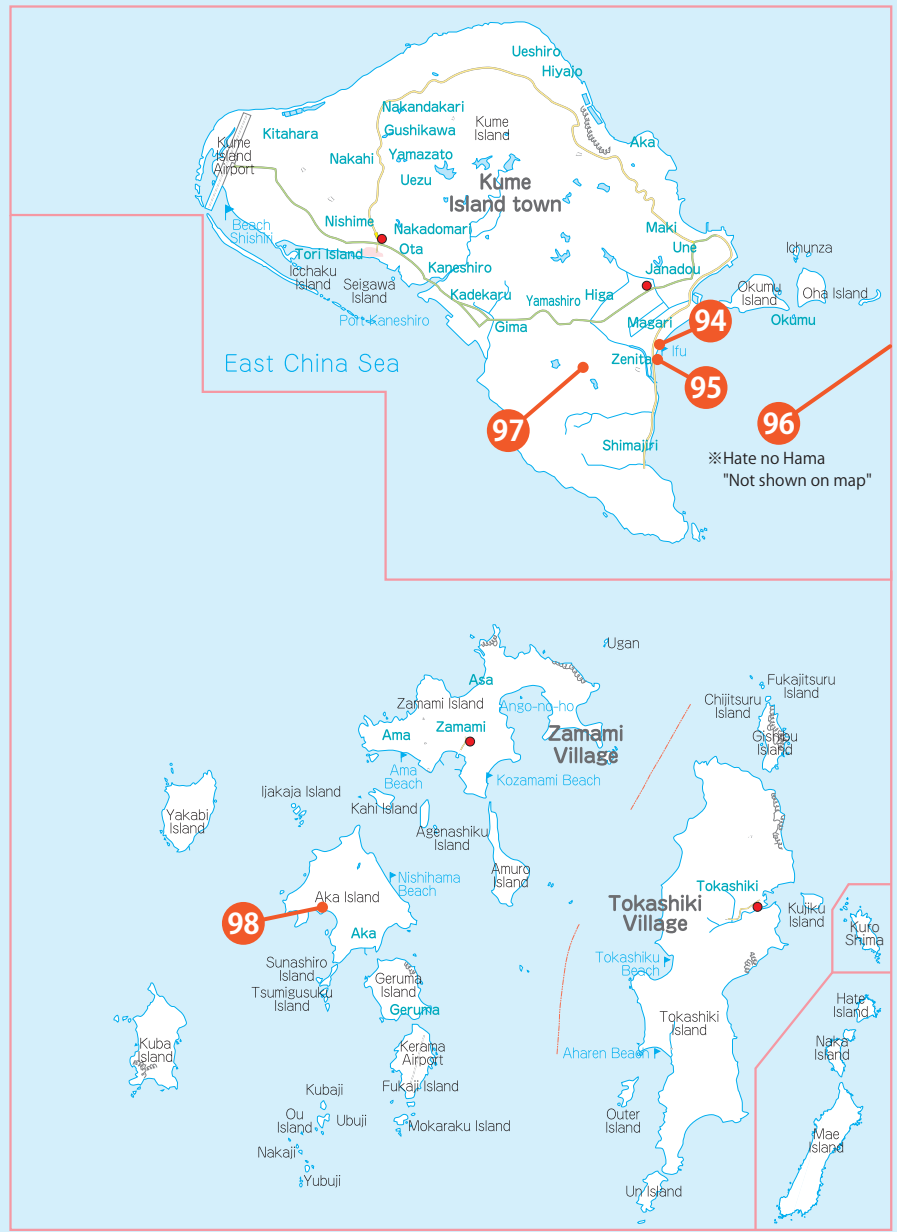 Ueshiro
Hiyajo
Nakandakari
Kume
Island
Gushikawa
Kitahara
Aka
Kume
Island
Airport
Nakahi
Yamazato
Uezu
Kume
Island town
Beach
Shishiri
Nishime
Nakadomari
Maki
Ota
Une
Tori Island
Icchaku
Island
Kaneshiro
Janadou
Seigawa
Island
Okumu
Island
Oha Island
Kadekaru
Yamashiro
Higa
Port Kaneshiro
Gima
Magari
94
Okumu
East China Sea
Zenita
Ifu
95
97
96
Shimajiri
※Hate no Hama
"Not shown on map"
Ugan
Asa
Fukajitsuru
Island
Zamami Island
Ango-no-ho
Chijitsuru
Island
Ama
Zamami
Zamami
Village
Gishibu
Island
Ama
Beach
Kozamami Beach
Ijakaja Island
Kahi Island
Yakabi
Island
Agenashiku
Island
Amuro
Island
Nishihama
Beach
Tokashiki
Aka Island
Tokashiki
Village
Kujiku
Island
98
Aka
Kuro
Shima
Sunashiro
Island
Tokashiku
Beach
Tsumigusuku
Island
Geruma
Island
Geruma
Hate
Island
Tokashiki
Island
Kuba
Island
Kerama
Airport
Aharen Beach
Naka
Island
Fukaji Island
Kubaji
Ou
Island
Ubuji
Mokaraku Island
Outer
Island
Mae
Island
Nakaji
Yubuji
Un Island